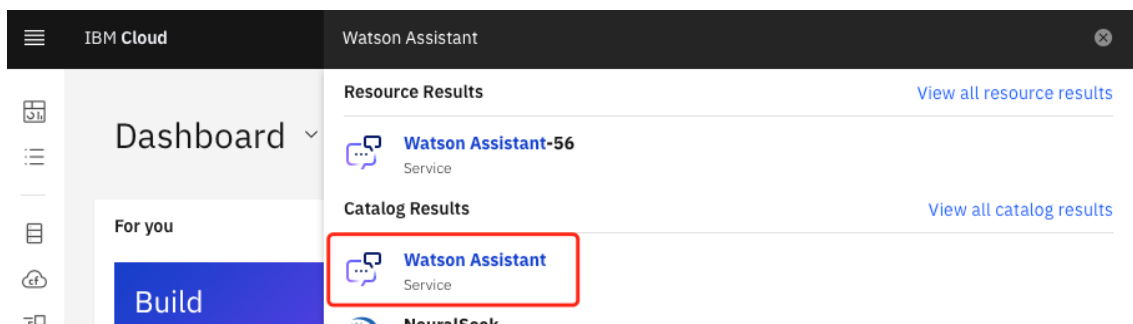 IBM Cloud
Watson Assistant
Resource Results
View all resource results
Dashboard
Watson Assistant-56
Service
Catalog Results
View all catalog results
For you
Watson Assistant
Service
Build
NeuralSeek